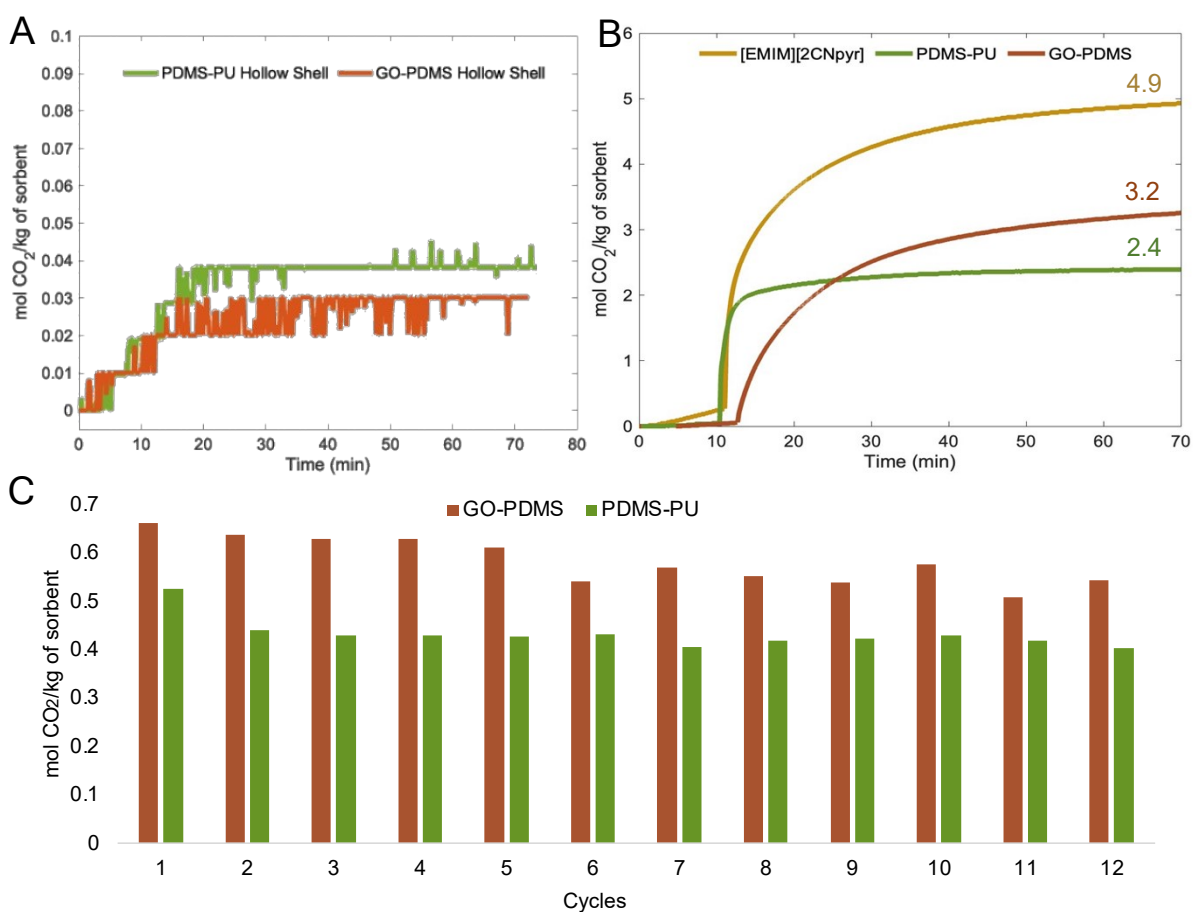 A
0.1
0.09
0.08
0.07
0.06
0.05
0.04
0.03
0.02
0.01
0
mol CO2/kg of sorbent
PDMS-PU Hollow Shell GO-PDMS Hollow Shell
0 10 20 30 40 50 60 70 80
Time (min)
B
6
5
4
3
2
1
0
mol CO2/kg of sorbent
[EMIM][2CNpyr] PDMS-PU GO-PDMS
4.9
3.2
2.4
0 10 20 30 40 50 60 70
Time (min)
C
0.7
0.6
0.5
0.4
0.3
0.2
0.1
0
mol CO2/kg of sorbent
GO-PDMS PDMS-PU
1 2 3 4 5 6 7 8 9 10 11 12
Cycles